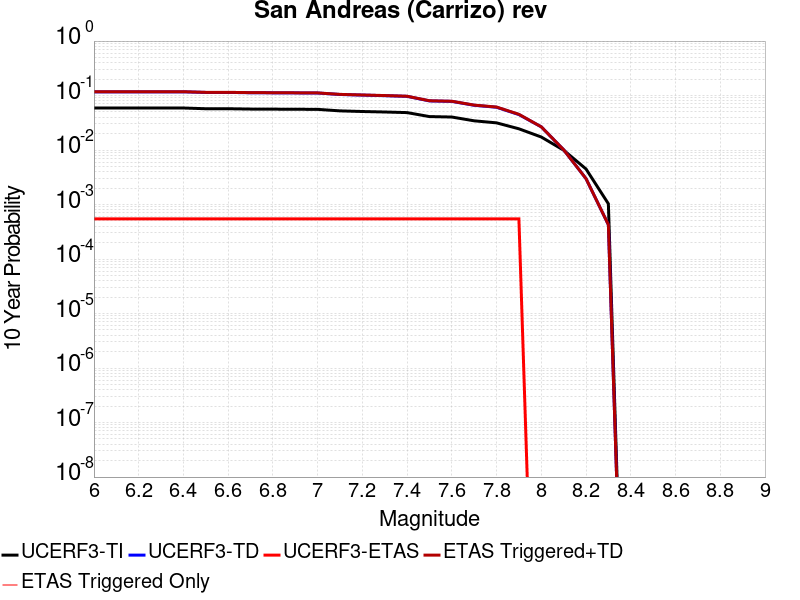 San Andreas (Carrizo) rev
10 0
10 -1
10 -2
10 -3
10 -4
10 -5
10 -6
10 -7
10 -8
10 Year Probability
6 6.2 6.4 6.6 6.8 7 7.2 7.4 7.6 7.8 8 8.2 8.4 8.6 8.8 9
Magnitude
UCERF3-TI UCERF3-TD UCERF3-ETAS ETAS Triggered+TD
ETAS Triggered Only